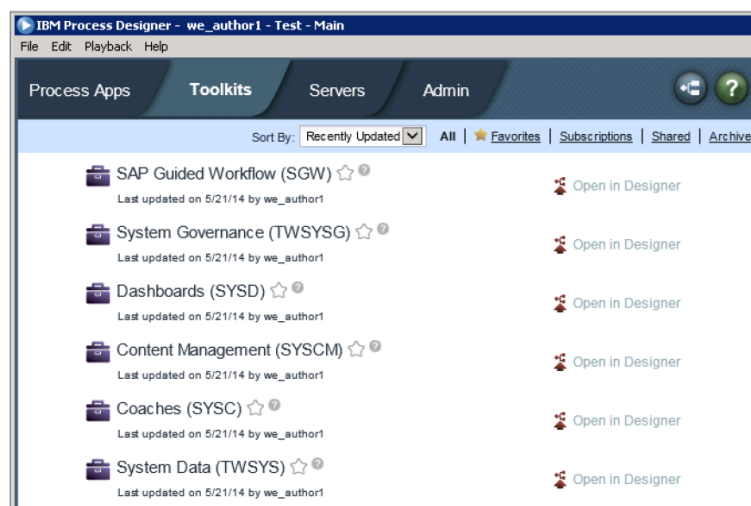 IBM Process Designer - we_author1 - Test - Main
File Edit Playback Help
Process Apps Toolkits Servers Admin ?
Sort By: Recently Updated All | Favorites | Subscriptions | Shared | Archive
SAP Guided Workflow (SGW) ?
Open in Designer
Last updated on 5/21/14 by we_author1
System Governance (TWSYSG) ?
Open in Designer
Last updated on 5/21/14 by we_author1
Dashboards (SYSD) ?
Open in Designer
Last updated on 5/21/14 by we_author1
Content Management (SYSCM) ?
Open in Designer
Last updated on 5/21/14 by we_author1
Coaches (SYSC) ?
Open in Designer
Last updated on 5/21/14 by we_author1
System Data (TWSYS) ?
Open in Designer
Last updated on 5/21/14 by we_author1